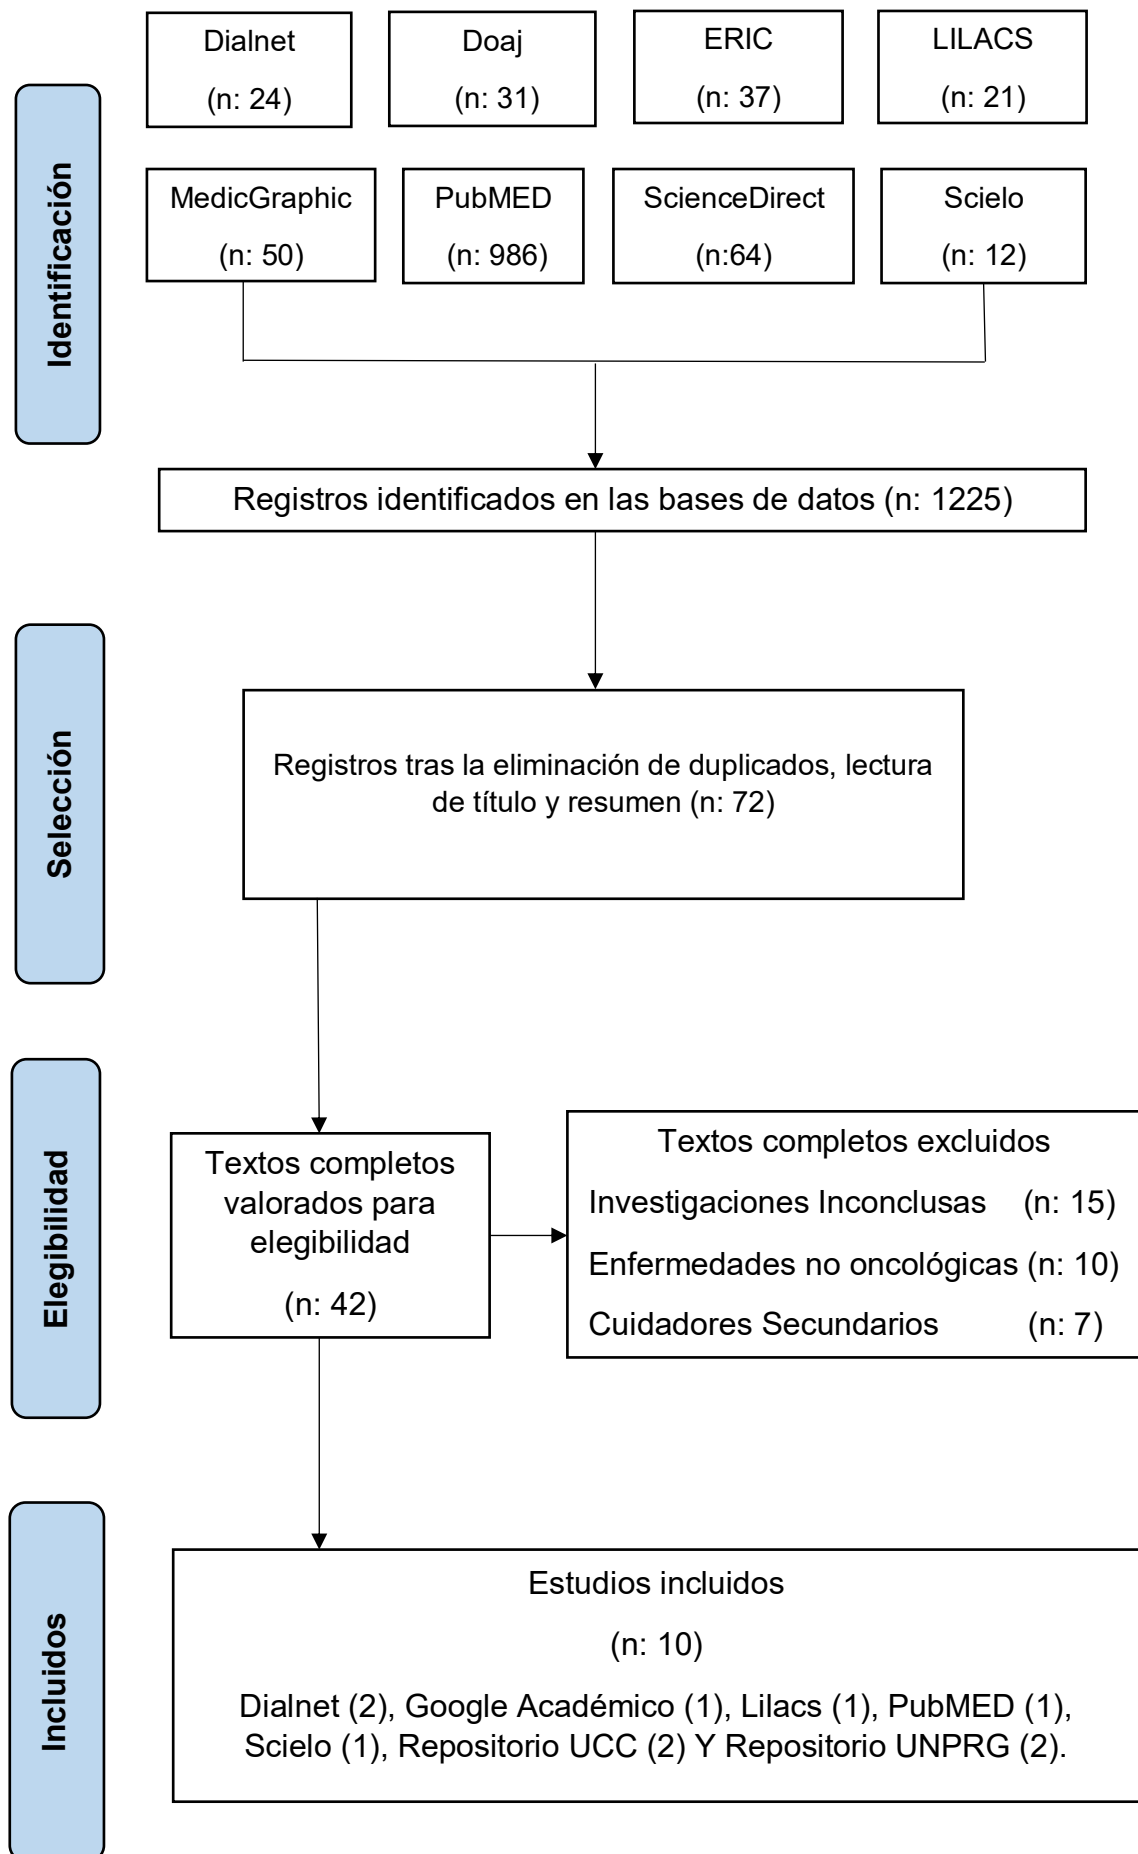 Identificación
Dialnet
(n: 24)
Doaj
(n: 31)
ERIC
(n: 37)
LILACS
(n: 21)
MedicGraphic
(n: 50)
PubMED
(n: 986)
ScienceDirect
(n:64)
Scielo
(n: 12)
Registros identificados en las bases de datos (n: 1225)
Selección
Registros tras la eliminación de duplicados, lectura
de título y resumen (n: 72)
Elegibilidad
Textos completos
valorados para
elegibilidad
(n: 42)
Textos completos excluidos
Investigaciones Inconclusas (n: 15)
Enfermedades no oncológicas (n: 10)
Cuidadores Secundarios (n: 7)
Incluidos
Estudios incluidos
(n: 10)
Dialnet (2), Google Académico (1), Lilacs (1), PubMED (1),
Scielo (1), Repositorio UCC (2) Y Repositorio UNPRG (2).